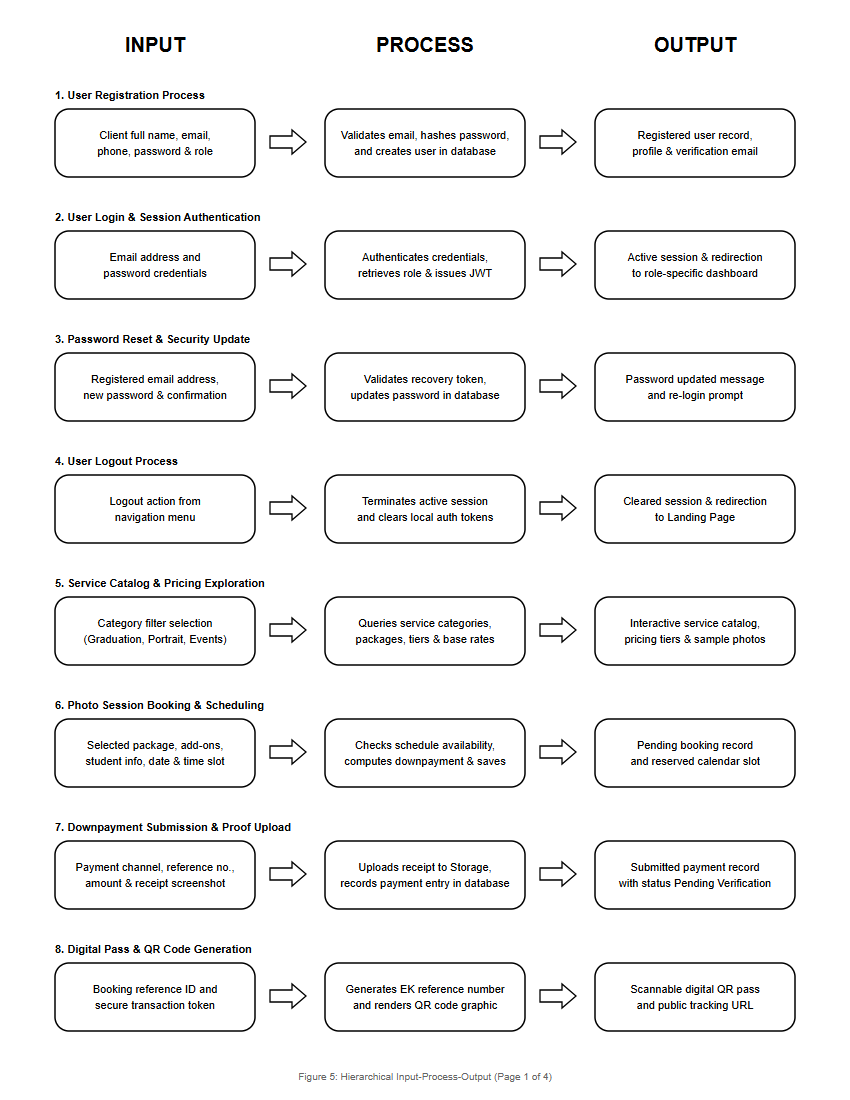 INPUT
PROCESS
OUTPUT
1. User Registration Process
Client full name, email,
phone, password & role
Validates email, hashes password,
and creates user in database
Registered user record,
profile & verification email
2. User Login & Session Authentication
Email address and
password credentials
Authenticates credentials,
retrieves role & issues JWT
Active session & redirection
to role-specific dashboard
3. Password Reset & Security Update
Registered email address,
new password & confirmation
Validates recovery token,
updates password in database
Password updated message
and re-login prompt
4. User Logout Process
Logout action from
navigation menu
Terminates active session
and clears local auth tokens
Cleared session & redirection
to Landing Page
5. Service Catalog & Pricing Exploration
Category filter selection
(Graduation, Portrait, Events)
Queries service categories,
packages, tiers & base rates
Interactive service catalog,
pricing tiers & sample photos
6. Photo Session Booking & Scheduling
Selected package, add-ons,
student info, date & time slot
Checks schedule availability,
computes downpayment & saves
Pending booking record
and reserved calendar slot
7. Downpayment Submission & Proof Upload
Payment channel, reference no.,
amount & receipt screenshot
Uploads receipt to Storage,
records payment entry in database
Submitted payment record
with status Pending Verification
8. Digital Pass & QR Code Generation
Booking reference ID and
secure transaction token
Generates EK reference number
and renders QR code graphic
Scannable digital QR pass
and public tracking URL
Figure 5: Hierarchical Input-Process-Output (Page 1 of 4)